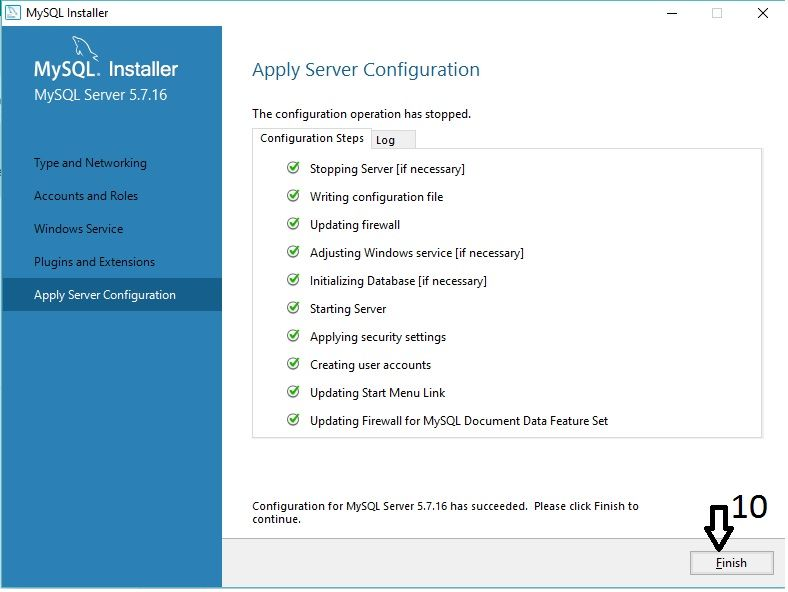 MySQL Installer
MySQL. Installer
MySQL Server 5.7.16
Type and Networking
Accounts and Roles
Windows Service
Plugins and Extensions
Apply Server Configuration
Apply Server Configuration
The configuration operation has stopped.
Configuration Steps Log
Stopping Server [if necessary]
Writing configuration file
Updating firewall
Adjusting Windows service [if necessary]
Initializing Database [if necessary]
Starting Server
Applying security settings
Creating user accounts
Updating Start Menu Link
Updating Firewall for MySQL Document Data Feature Set
Configuration for MySQL Server 5.7.16 has succeeded. Please click Finish to
continue.
10
Finish